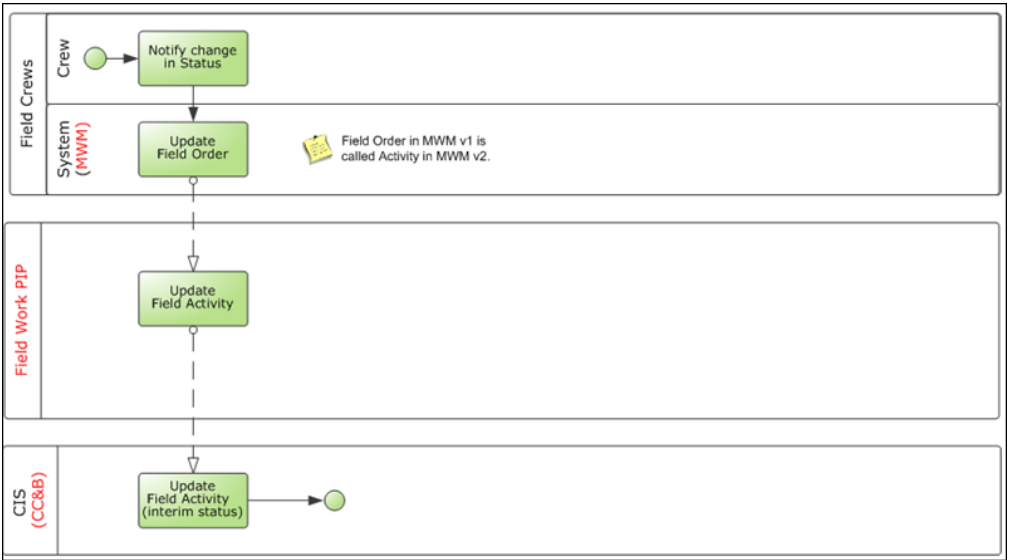 Field Crews
Crew
Notify change
in Status
System
(MWM)
Update
Field Order
Field Order in MWM v1 is
called Activity in MWM v2.
Field Work PIP
Update
Field Activity
CIS
(CC&B)
Update
Field Activity
(interim status)